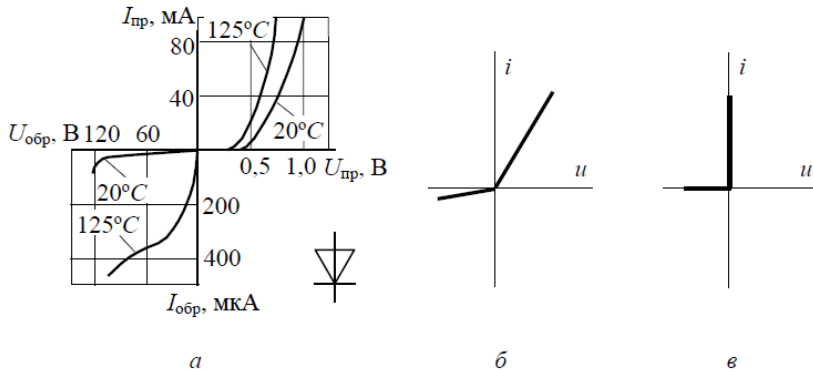 Iпр, мА
125°C
80
i
i
40
Uобр, В 120 60
20°C
0,5 1,0 Uпр, В
u
u
20°C
200
125°C
400
Iобр, мкА
а
б
в